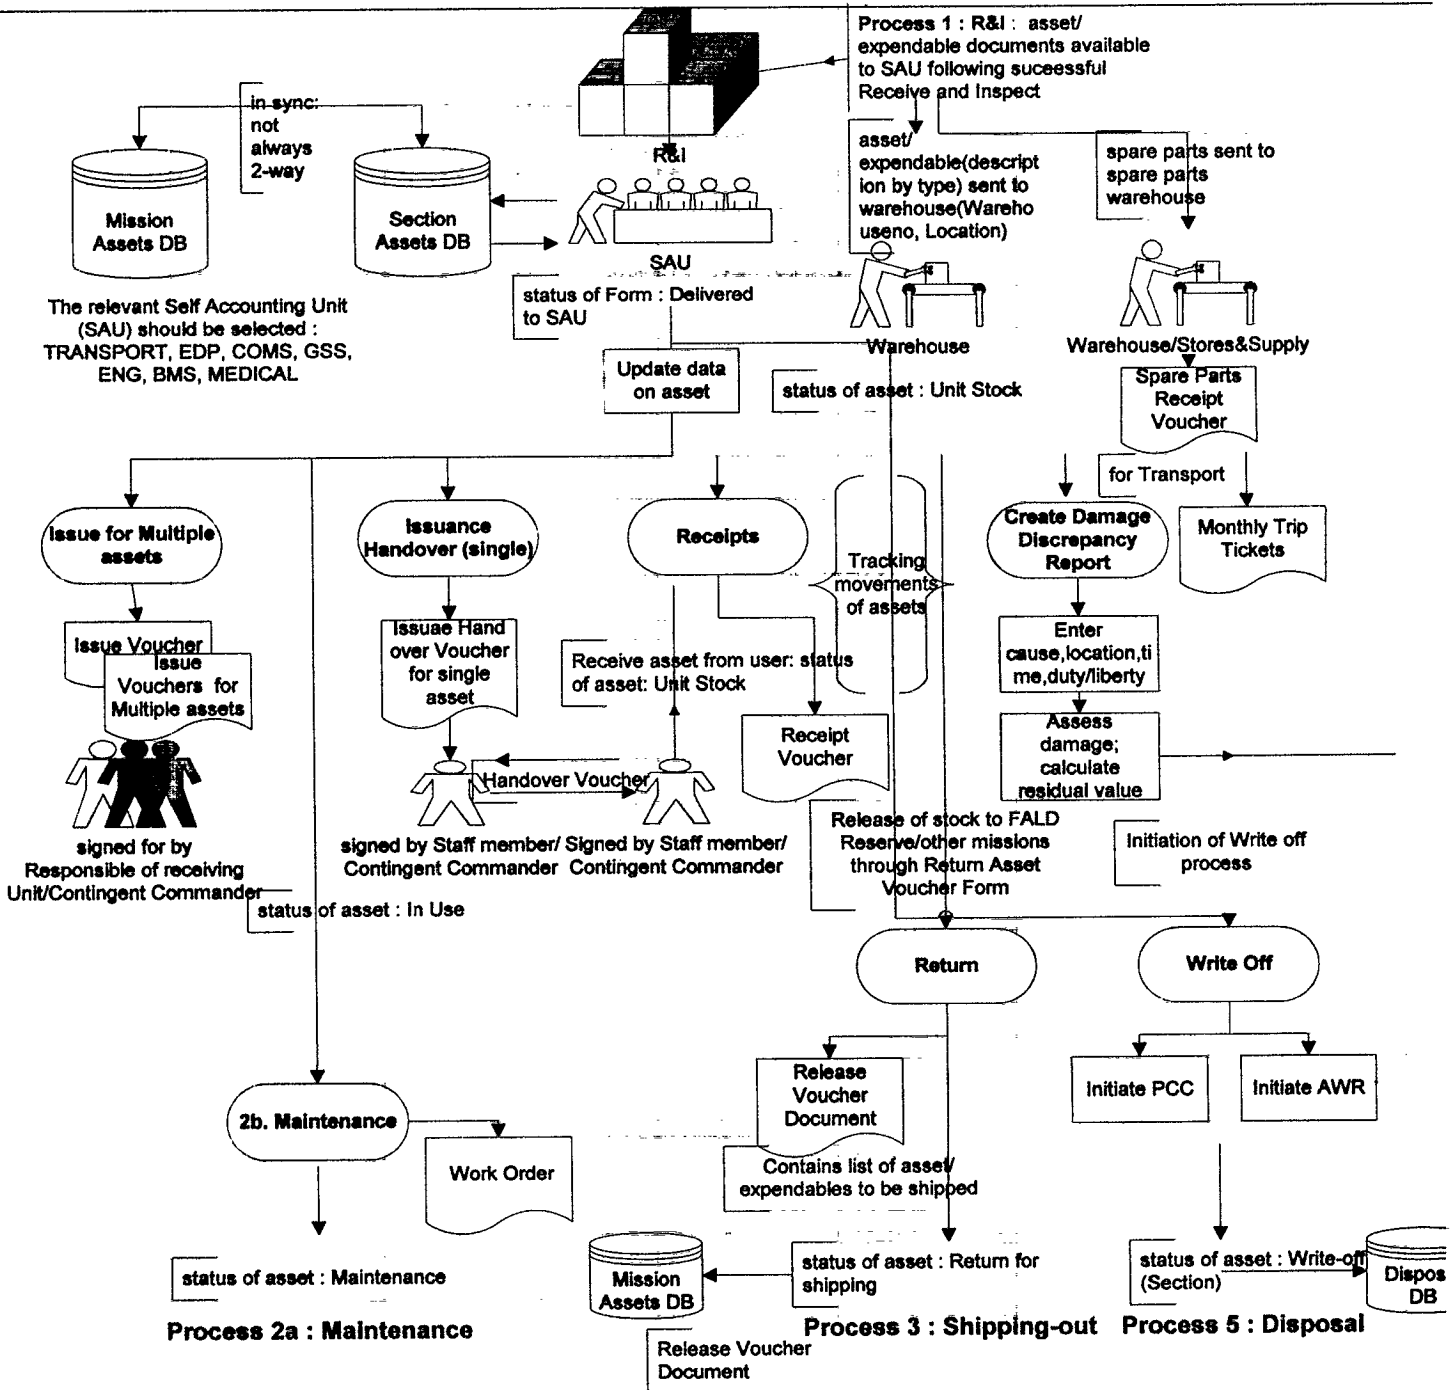 Process 1 : R&I : asset/
expendable documents available
to SAU following suceessful
Receive and Inspect
in sync:
not
always
2-way
R&I
asset/
expendable(descript
ion by type) sent to
warehouse(Wareho
useno, Location)
spare parts sent to
spare parts
warehouse
Mission
Assets DB
Section
Assets DB
SAU
The relevant Self Accounting Unit
(SAU) should be selected :
TRANSPORT, EDP, COMS, GSS,
ENG, BMS, MEDICAL
status of Form : Delivered
to SAU
Warehouse
Warehouse/Stores&Supply
Update data
on asset
status of asset : Unit Stock
Spare Parts
Receipt
Voucher
for Transport
Issue for Multiple
assets
Issuance
Handover (single)
Receipts
Tracking
movements
of assets
Create Damage
Discrepancy
Report
Monthly Trip
Tickets
Issue Voucher
Issue
Vouchers for
Multiple assets
Issuae Hand
over Voucher
for single
asset
Receive asset from user: status
of asset: Unit Stock
Enter
cause,location,ti
me,duty/liberty
Receipt
Voucher
Assess
damage;
calculate
residual value
Handover Voucher
signed for by
Responsible of receiving
Unit/Contingent Commander
signed by Staff member/
Contingent Commander
Signed by Staff member/
Contingent Commander
Release of stock to FALD
Reserve/other missions
through Return Asset
Voucher Form
Initiation of Write off
process
status of asset : In Use
Return
Write Off
Release
Voucher
Document
Initiate PCC
Initiate AWR
2b. Maintenance
Work Order
Contains list of asset/
expendables to be shipped
status of asset : Maintenance
Mission
Assets DB
status of asset : Return for
shipping
status of asset : Write-off
(Section)
Dispos
DB
Process 2a : Maintenance
Process 3 : Shipping-out
Process 5 : Disposal
Release Voucher
Document